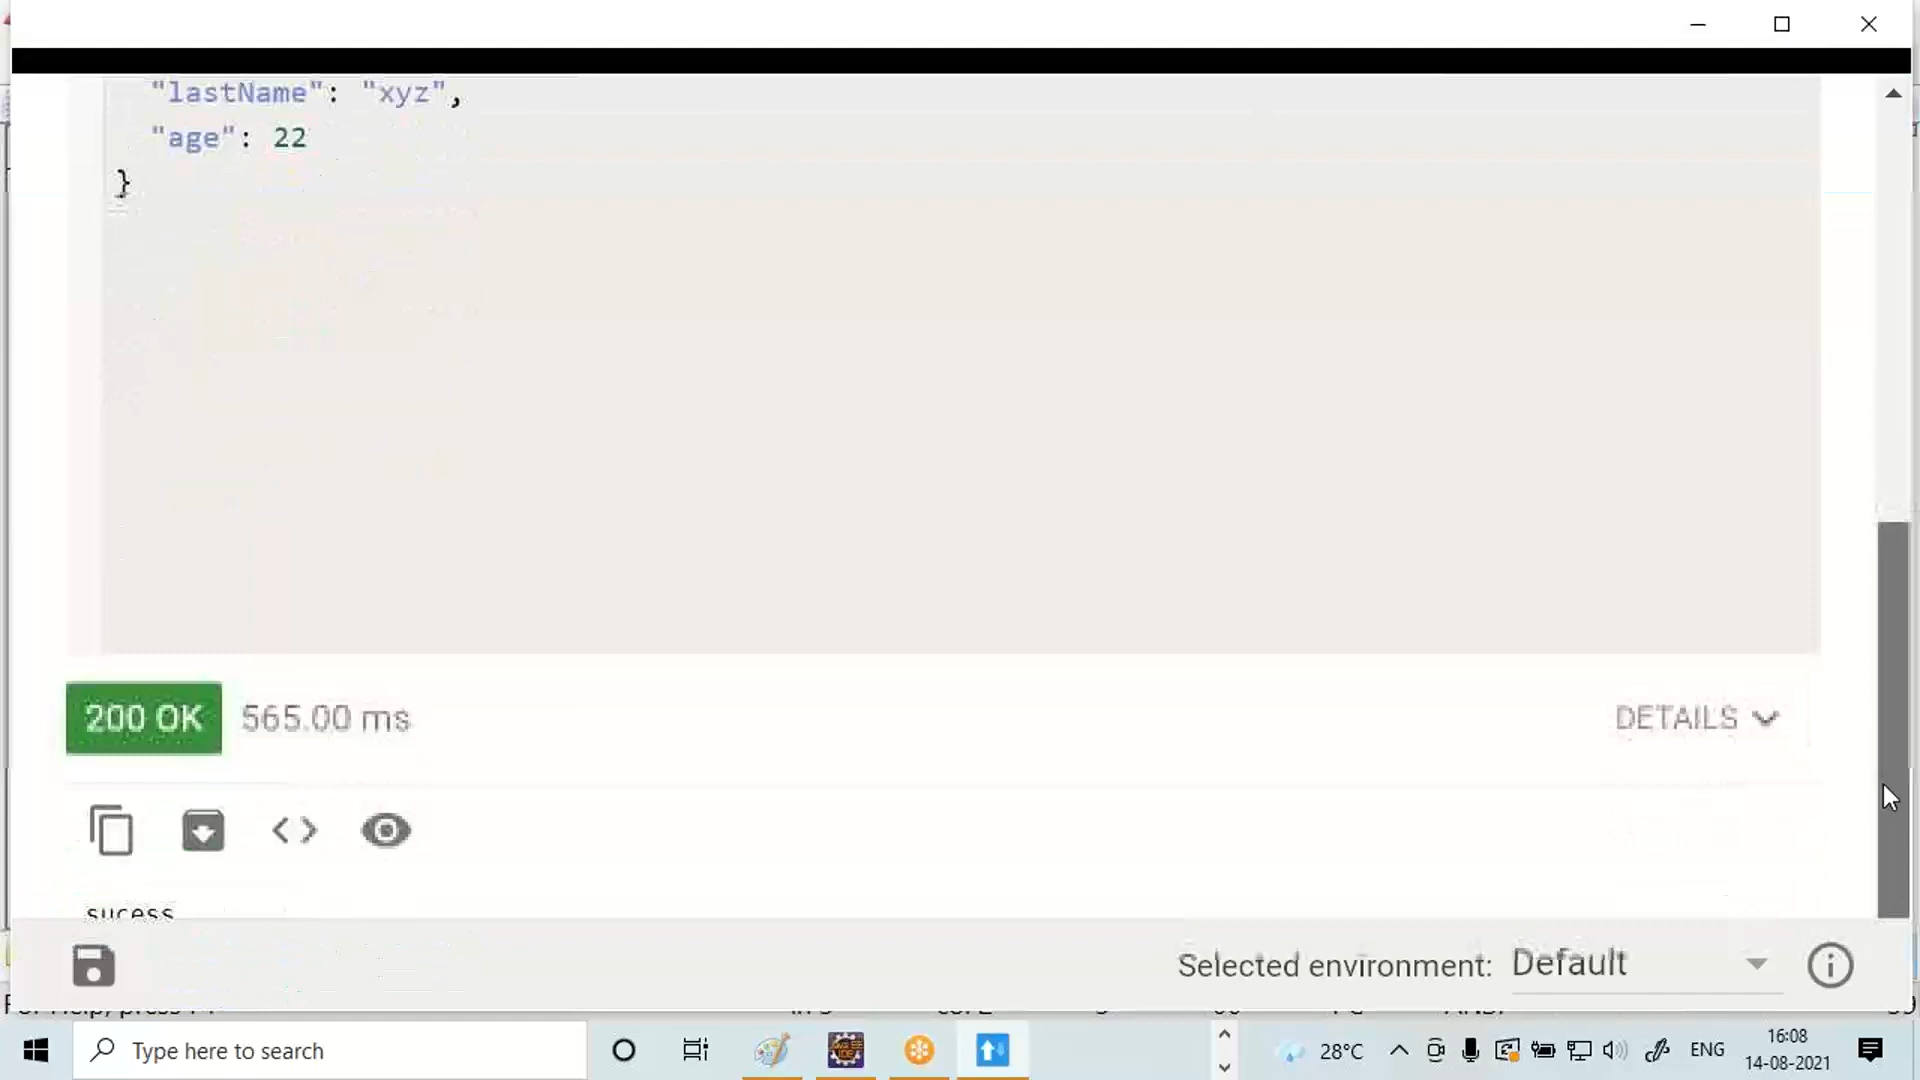 "lastName": "xyz",
"age": 22
}
200 OK 565.00 ms DETAILS
sucess
Selected environment: Default
Type here to search
28°C ENG 16:08
14-08-2021